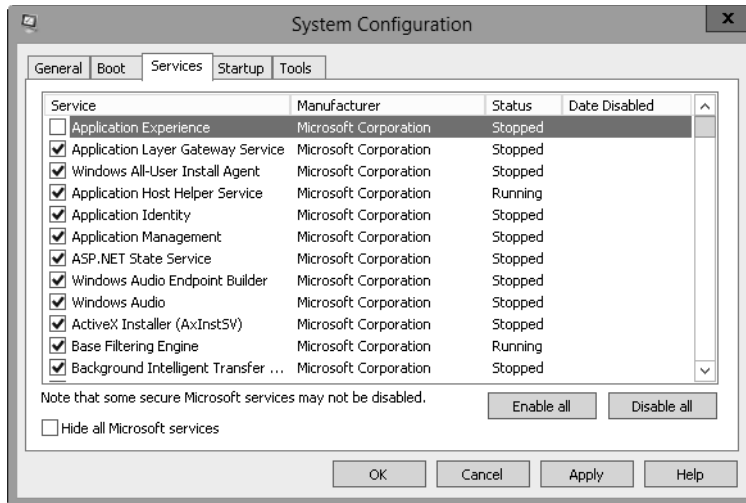 System Configuration
x
General Boot Services Startup Tools
Service Manufacturer Status Date Disabled
Application Experience Microsoft Corporation Stopped
Application Layer Gateway Service Microsoft Corporation Stopped
Windows All-User Install Agent Microsoft Corporation Stopped
Application Host Helper Service Microsoft Corporation Running
Application Identity Microsoft Corporation Stopped
Application Management Microsoft Corporation Stopped
ASP.NET State Service Microsoft Corporation Stopped
Windows Audio Endpoint Builder Microsoft Corporation Stopped
Windows Audio Microsoft Corporation Stopped
ActiveX Installer (AxInstSV) Microsoft Corporation Stopped
Base Filtering Engine Microsoft Corporation Running
Background Intelligent Transfer ... Microsoft Corporation Stopped
Note that some secure Microsoft services may not be disabled.
Enable all Disable all
Hide all Microsoft services
OK Cancel Apply Help